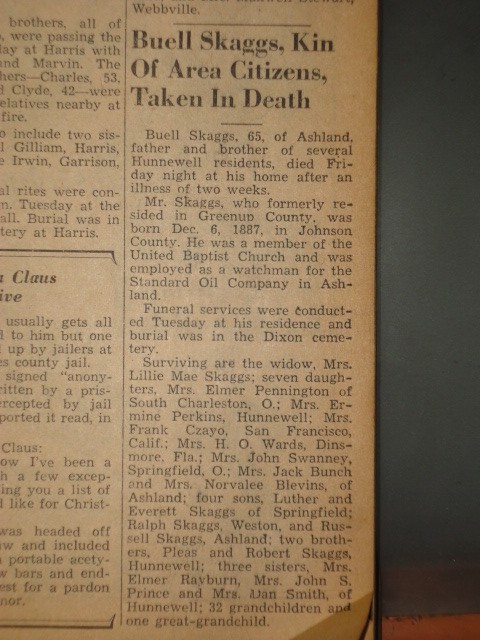 brothers, all of
were passing the
at Harris with
and Marvin. The
Charles, 53,
Clyde, 42—were
relatives nearby at
fire.
include two sis-
Gilliam, Harris,
Irwin, Garrison,
rites were con-
Tuesday at the
Burial was in
at Harris.
Claus
usually gets all
to him but one
up by jailers at
county jail.
signed "anony-
written by a pris-
by jail
it read, in
Claus:
I've been a
a few excep-
you a list of
like for Christ-
was headed off
and included
portable acety-
bars and end-
for a pardon
Webbville.
Buell Skaggs, Kin
Of Area Citizens,
Taken In Death
Buell Skaggs, 65, of Ashland,
father and brother of several
Hunnewell residents, died Fri-
day night at his home after an
illness of two weeks.
Mr. Skaggs, who formerly re-
sided in Greenup County, was
born Dec. 6, 1887, in Johnson
County. He was a member of the
United Baptist Church and was
employed as a watchman for the
Standard Oil Company in Ash-
land.
Funeral services were conduct-
ed Tuesday at his residence and
burial was in the Dixon ceme-
tery.
Surviving are the widow, Mrs.
Lillie Mae Skaggs; seven daugh-
ters, Mrs. Elmer Pennington of
South Charleston, O.; Mrs. Er-
mine Perkins, Hunnewell; Mrs.
Frank Czayo, San Francisco,
Calif.; Mrs. H. O. Wards, Dins-
more, Fla.; Mrs. John Swanney,
Springfield, O.; Mrs. Jack Bunch
and Mrs. Norvalee Blevins, of
Ashland; four sons, Luther and
Everett Skaggs of Springfield;
Ralph Skaggs, Weston, and Rus-
sell Skaggs, Ashland; two broth-
ers, Pleas and Robert Skaggs,
Hunnewell; three sisters, Mrs.
Elmer Rayburn, Mrs. John S.
Prince and Mrs. Dan Smith, of
Hunnewell; 32 grandchildren and
one great-grandchild.